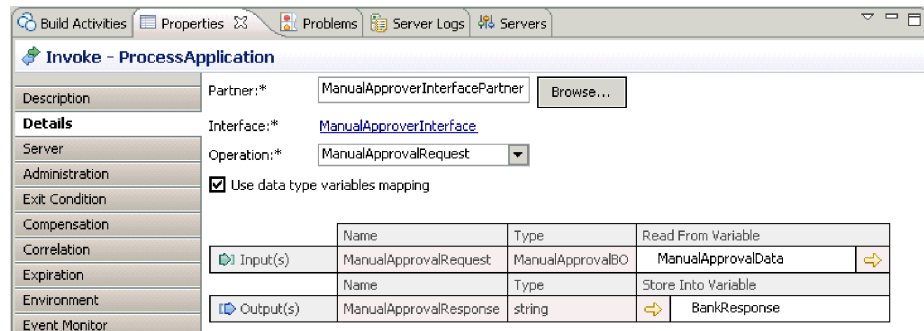 Build Activities Properties Problems Server Logs Servers
Invoke - ProcessApplication
Description
Details
Server
Administration
Exit Condition
Compensation
Correlation
Expiration
Environment
Event Monitor
Partner:* ManualApproverInterfacePartner Browse...
Interface:* ManualApproverInterface
Operation:* ManualApprovalRequest
Use data type variables mapping
Name Type Read From Variable
Input(s) ManualApprovalRequest ManualApprovalBO ManualApprovalData
Name Type Store Into Variable
Output(s) ManualApprovalResponse string BankResponse